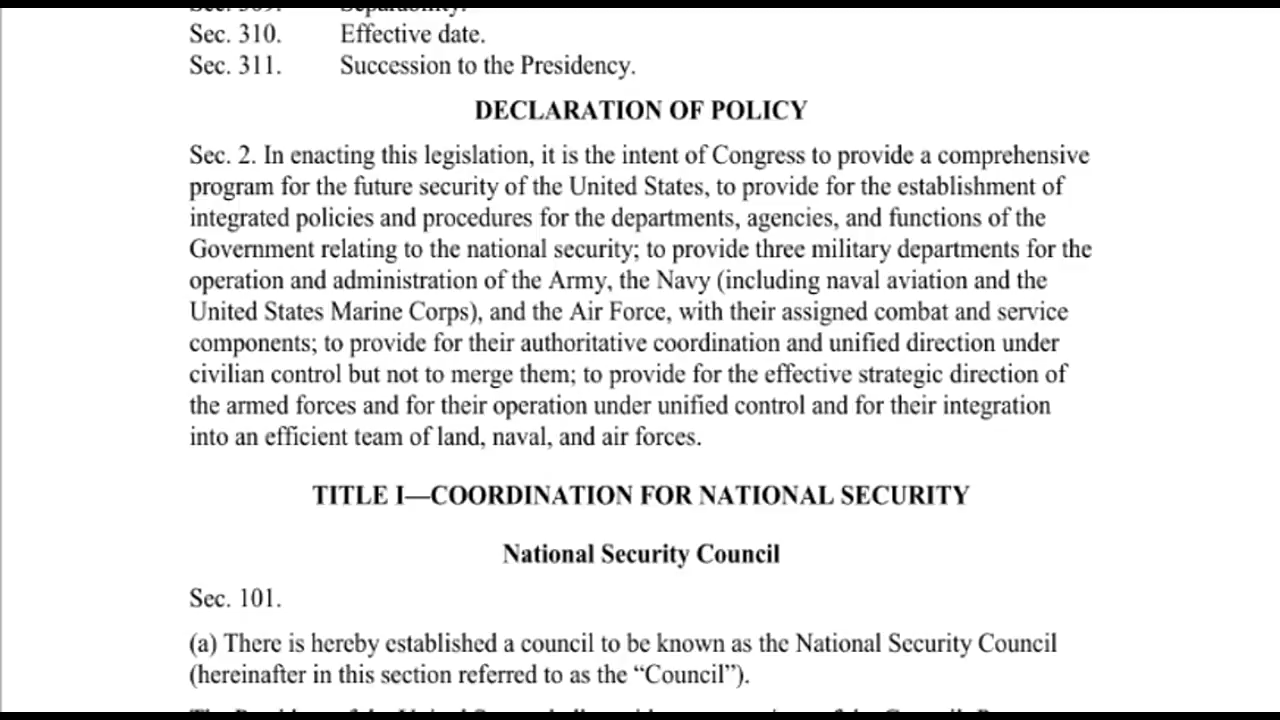 Sec. 309. Separability.
Sec. 310. Effective date.
Sec. 311. Succession to the Presidency.
DECLARATION OF POLICY
Sec. 2. In enacting this legislation, it is the intent of Congress to provide a comprehensive
program for the future security of the United States, to provide for the establishment of
integrated policies and procedures for the departments, agencies, and functions of the
Government relating to the national security; to provide three military departments for the
operation and administration of the Army, the Navy (including naval aviation and the
United States Marine Corps), and the Air Force, with their assigned combat and service
components; to provide for their authoritative coordination and unified direction under
civilian control but not to merge them; to provide for the effective strategic direction of
the armed forces and for their operation under unified control and for their integration
into an efficient team of land, naval, and air forces.
TITLE I—COORDINATION FOR NATIONAL SECURITY
National Security Council
Sec. 101.
(a) There is hereby established a council to be known as the National Security Council
(hereinafter in this section referred to as the “Council”).